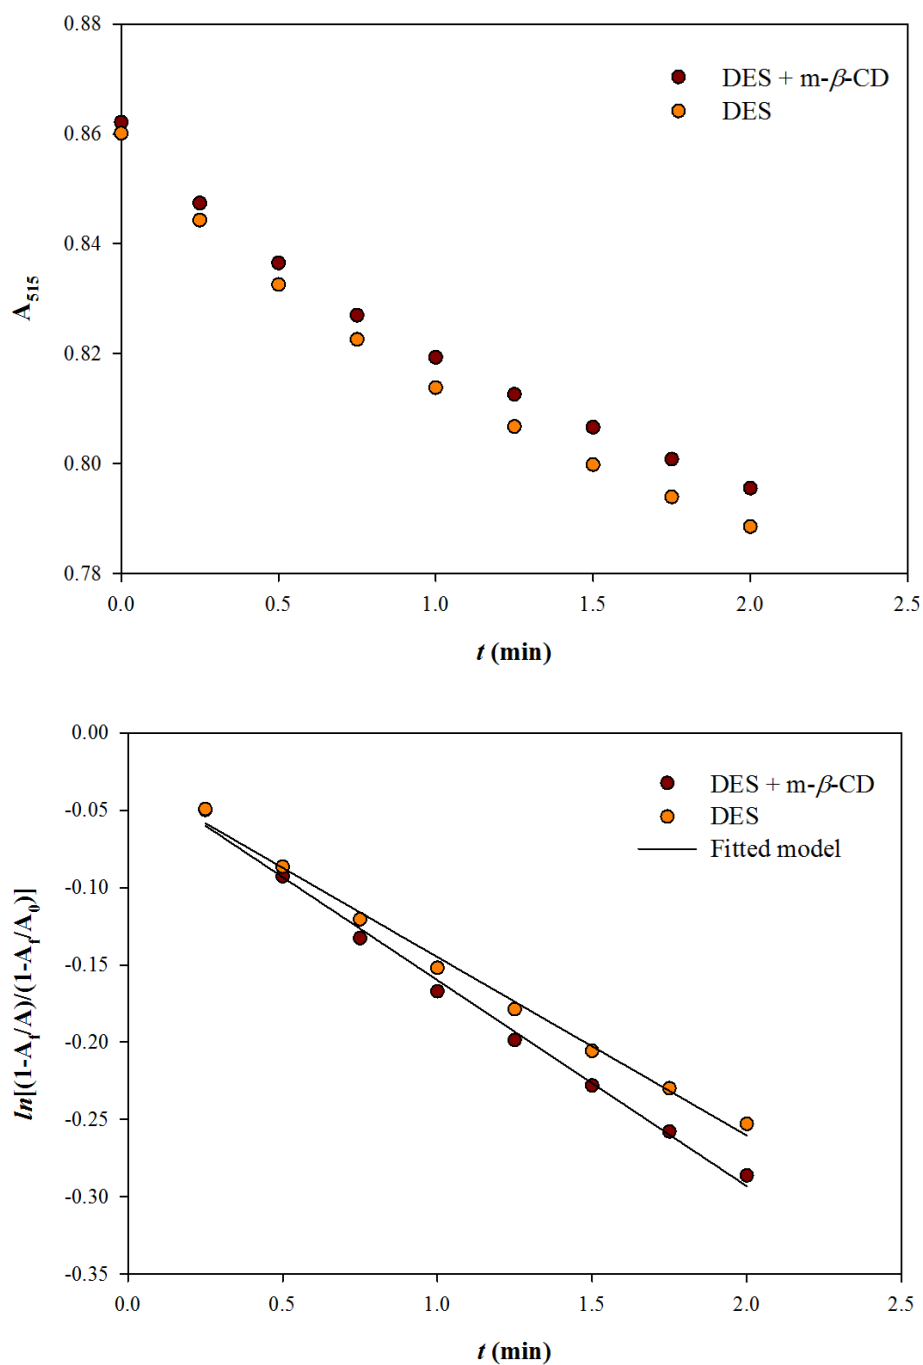 0.88
DES + m-β-CD
DES
0.86
0.84
A₅₁₅
0.82
0.80
0.78
0.0 0.5 1.0 1.5 2.0 2.5
t (min)
0.00
DES + m-β-CD
-0.05
DES
Fitted model
-0.10
-0.15
ln[(1-A_f/A)/(1-A_f/A₀)]
-0.20
-0.25
-0.30
-0.35
0.0 0.5 1.0 1.5 2.0 2.5
t (min)